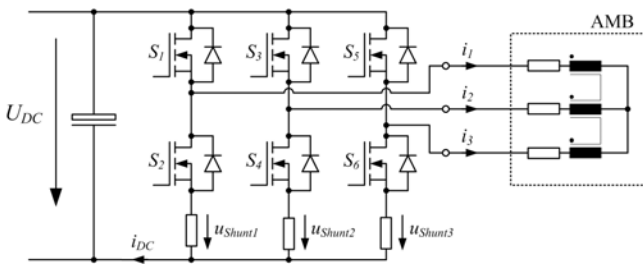 AMB
S1 S3 S5
i1
i2
i3
UDC
S2 S4 S6
uShunt1 uShunt2 uShunt3
iDC